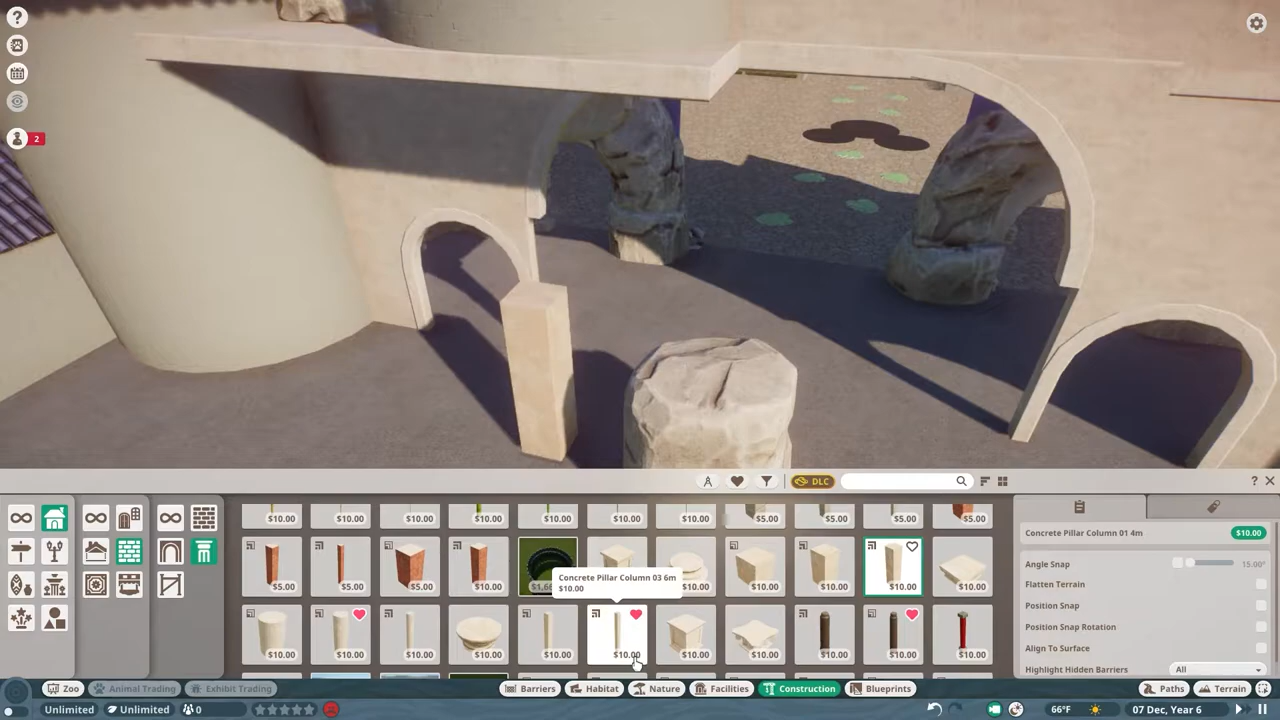 ?
2
DLC
? ×
$10.00 $10.00 $10.00 $10.00 $10.00 $10.00 $10.00 $5.00 $5.00 $5.00 $5.00
Concrete Pillar Column 01 4m $10.00
Angle Snap 15.00°
Flatten Terrain
Concrete Pillar Column 03 6m
$10.00
$5.00 $5.00 $5.00 $10.00 $10.00 $10.00 $10.00 $10.00 $10.00
Position Snap
Position Snap Rotation
Align To Surface
$10.00 $10.00 $10.00 $10.00 $10.00 $10.00 $10.00 $10.00 $10.00 $10.00 $10.00
Highlight Hidden Barriers All
Zoo Animal Trading Exhibit Trading Barriers Habitat Nature Facilities Construction Blueprints Paths Terrain
Unlimited Unlimited 0 66°F 07 Dec, Year 6